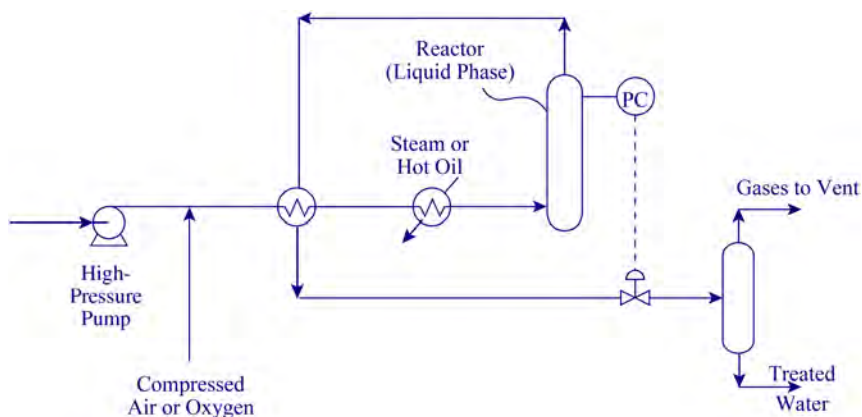 Reactor
(Liquid Phase)
PC
Steam or
Hot Oil
Gases to Vent
High-
Pressure
Pump
Compressed
Air or Oxygen
Treated
Water